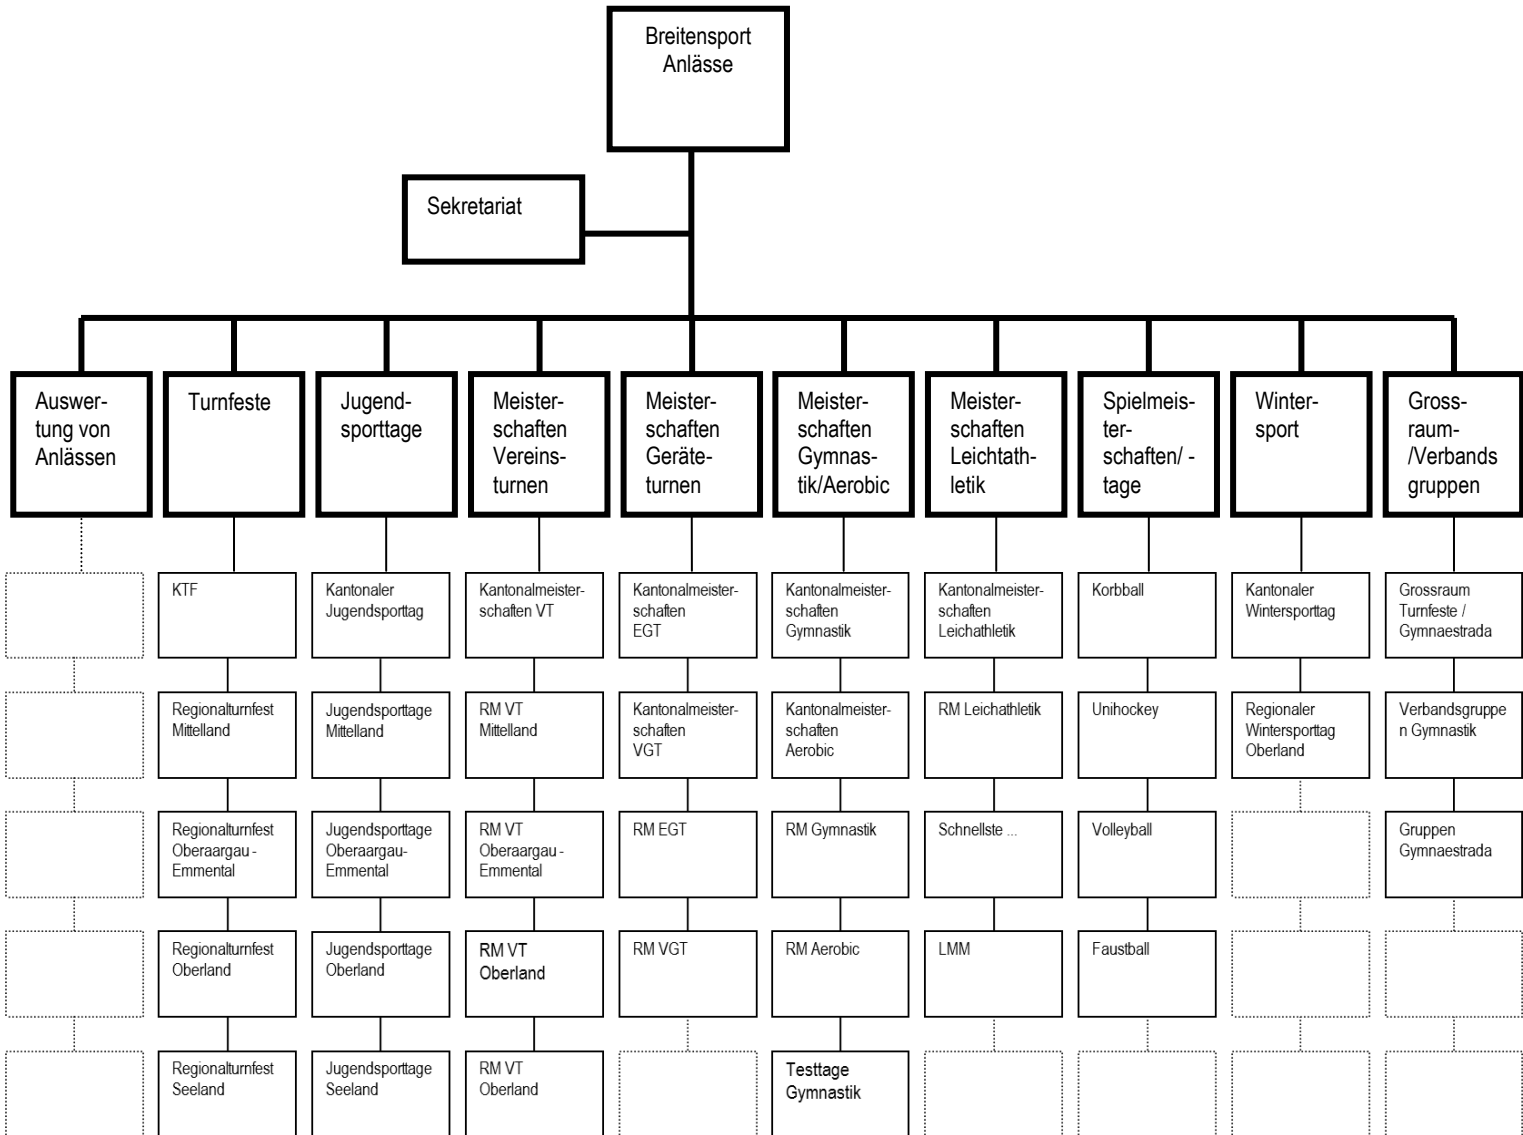 Breitensport
Anlässe
Sekretariat
Auswer-
tung von
Anlässen
Turnfeste
Jugend-
sporttage
Meister-
schaften
Vereins-
turnen
Meister-
schaften
Geräte-
turnen
Meister-
schaften
Gymnas-
tik/Aerobic
Meister-
schaften
Leichtath-
letik
Spielmeis-
ter-
schaften/ -
tage
Winter-
sport
Gross-
raum-
/Verbands
gruppen
KTF
Kantonaler
Jugendsporttag
Kantonalmeister-
schaften VT
Kantonalmeister-
schaften
EGT
Kantonalmeister-
schaften
Gymnastik
Kantonalmeister-
schaften
Leichathletik
Korbball
Kantonaler
Wintersporttag
Grossraum
Turnfeste /
Gymnaestrada
Regionalturnfest
Mittelland
Jugendsporttage
Mittelland
RM VT
Mittelland
Kantonalmeister-
schaften
VGT
Kantonalmeister-
schaften
Aerobic
RM Leichathletik
Unihockey
Regionaler
Wintersporttag
Oberland
Verbandsgruppe
n Gymnastik
Regionalturnfest
Oberaargau -
Emmental
Jugendsporttage
Oberaargau-
Emmental
RM VT
Oberaargau -
Emmental
RM EGT
RM Gymnastik
Schnellste ...
Volleyball
Gruppen
Gymnaestrada
Regionalturnfest
Oberland
Jugendsporttage
Oberland
RM VT
Oberland
RM VGT
RM Aerobic
LMM
Faustball
Regionalturnfest
Seeland
Jugendsporttage
Seeland
RM VT
Oberland
Testtage
Gymnastik